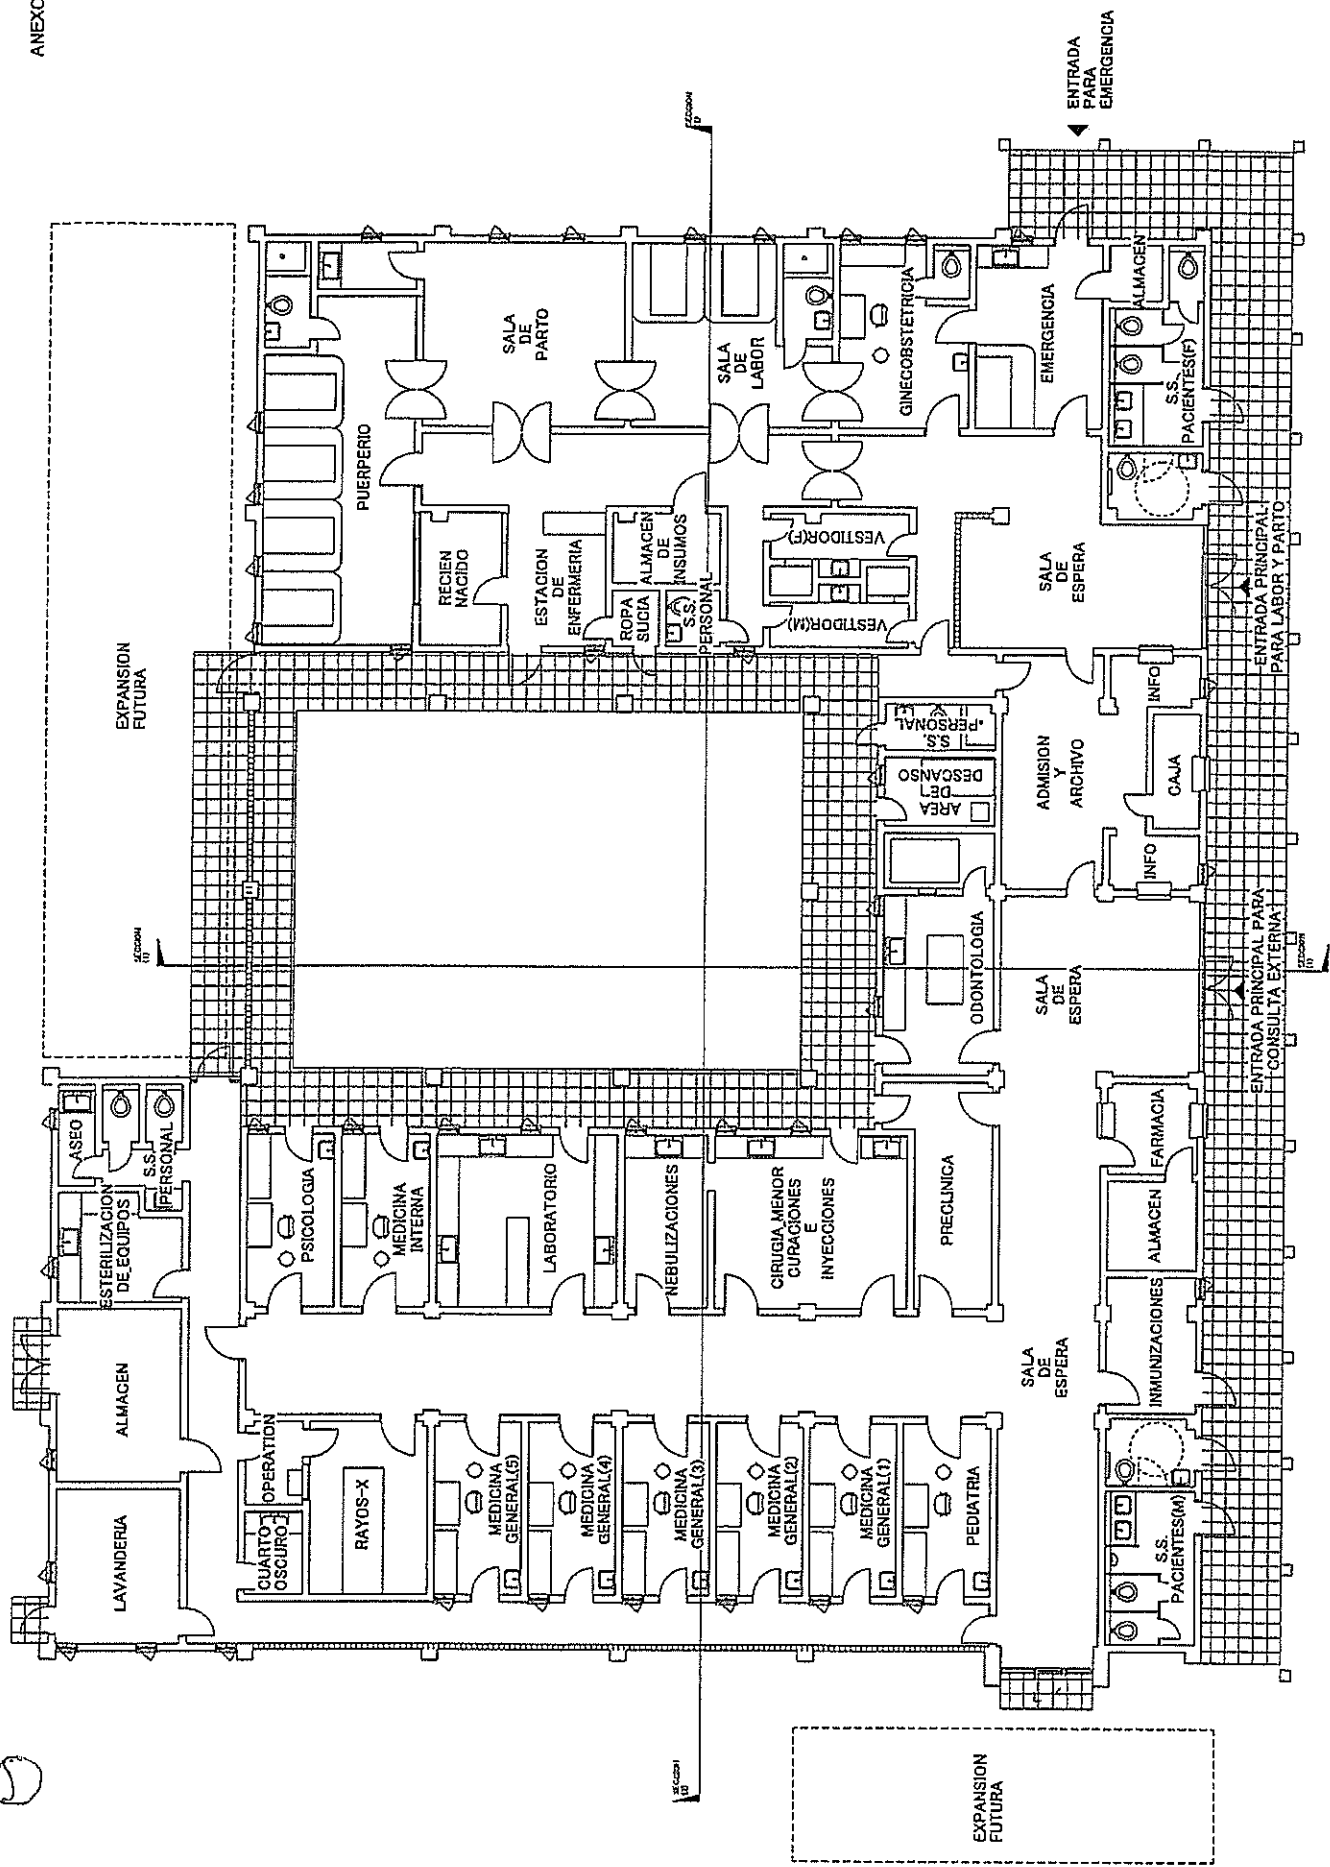 ANEXO
EXPANSION
FUTURA
ENTRADA
PARA
EMERGENCIA
SECCION
SECCION
LAVANDERIA
ALMACEN
ESTERILIZACION
DE EQUIPOS
ASEO
S.S.
PERSONAL
CUARTO
OSCURO
OPERATION
RAYOS-X
PSICOLOGIA
MEDICINA
INTERNA
LABORATORIO
NEBULIZACIONES
CIRUGIA MENOR
CURACIONES
E
INYECCIONES
PRECLINICA
MEDICINA
GENERAL(5)
MEDICINA
GENERAL(4)
MEDICINA
GENERAL(3)
MEDICINA
GENERAL(2)
MEDICINA
GENERAL(1)
PEDIATRIA
PUERPERIO
RECIEN
NACIDO
SALA
DE
PARTO
ESTACION
DE
ENFERMERIA
ALMACEN
DE
INSUMOS
ROPA
SUCIA
S.S.
PERSONAL
SALA
DE
LABOR
VESTIDOR(F)
VESTIDOR(M)
GINECOBSTETRICIA
EMERGENCIA
ALMACEN
S.S.
PACIENTES(F)
SALA
DE
ESPERA
S.S.
PERSONAL
AREA
DE
DESCANSO
ADMISION
Y
ARCHIVO
INFO
CAJA
INFO
ODONTOLOGIA
SALA
DE
ESPERA
FARMACIA
ALMACEN
INMUNIZACIONES
SALA
DE
ESPERA
S.S.
PACIENTES(M)
ENTRADA PRINCIPAL
PARA LABOR Y PARTO
ENTRADA PRINCIPAL PARA
CONSULTA EXTERNA
SECCION
SECCION
EXPANSION
FUTURA